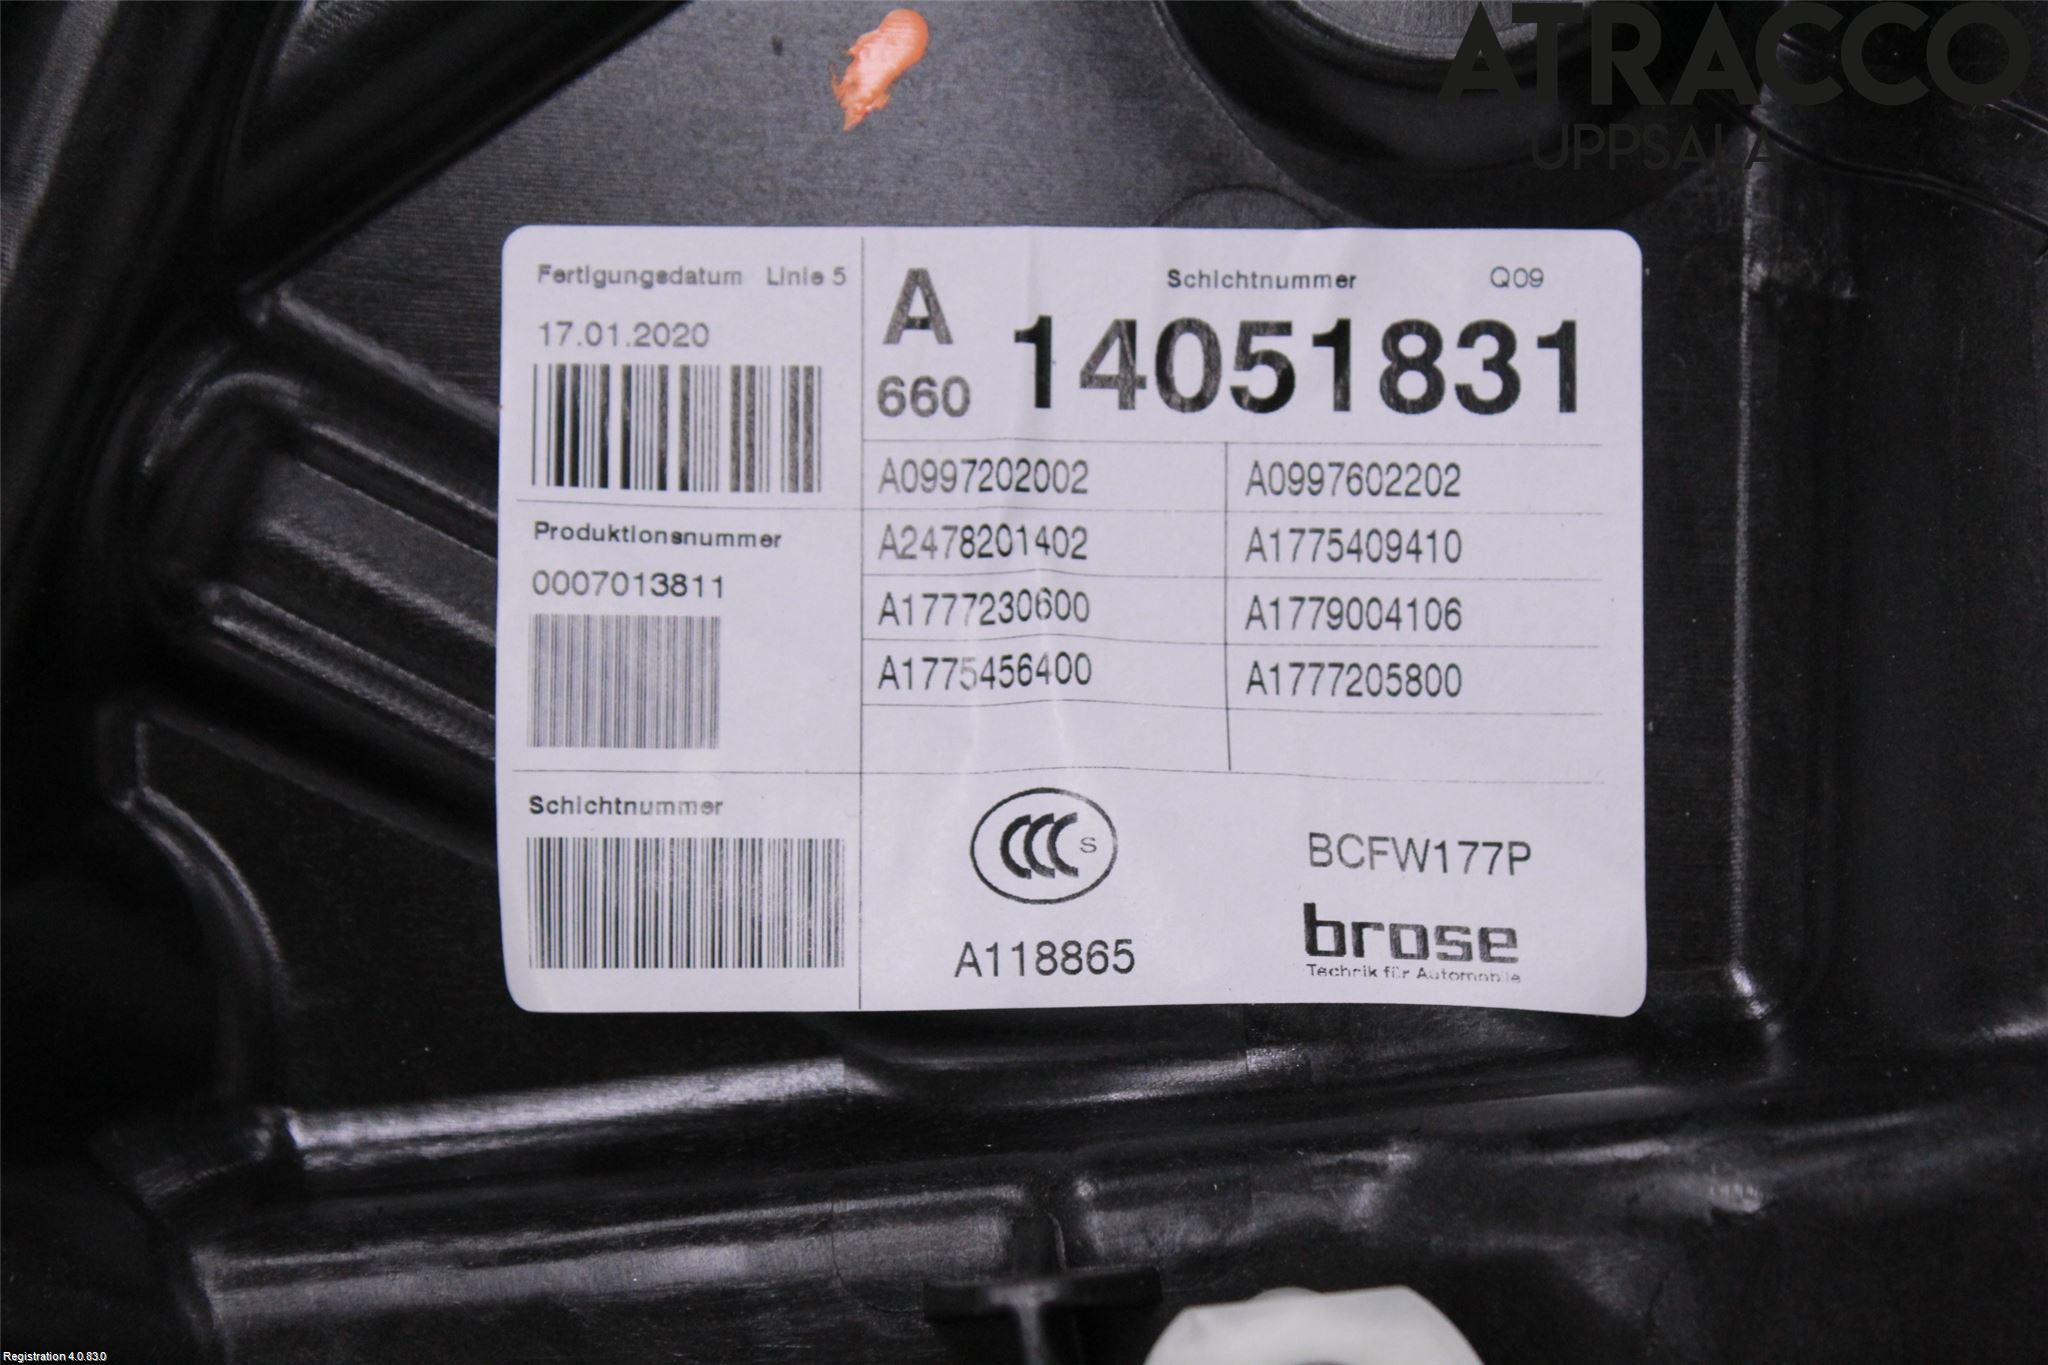 ATRACCO
UPPSALA
Fertigungsdatum Linie 5
17.01.2020
A
660
Schichtnummer Q09
14051831
A0997202002 A0997602202
A2478201402 A1775409410
A1777230600 A1779004106
A1775456400 A1777205800
Produktionsnummer
0007013811
Schichtnummer
CCC S
A118865
BCFW177P
brose
Technik für Automobile
Registration 4.0.83.0